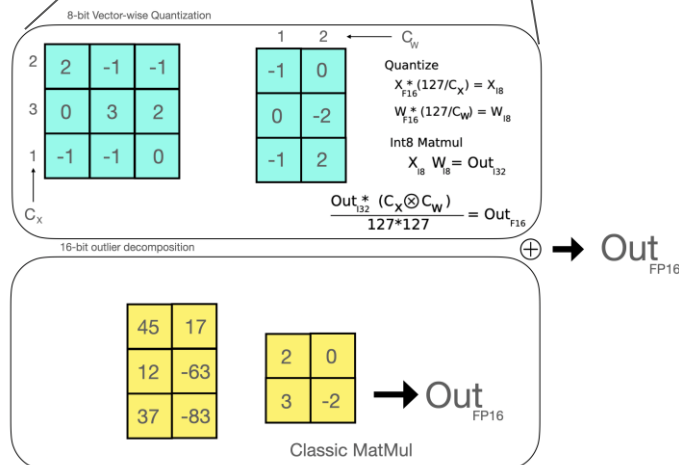 8-bit Vector-wise Quantization
1 2 C_W
2 2 -1 -1 -1 0
3 0 3 2 0 -2
1 -1 -1 0 -1 2
C_X
Quantize
X_F16 * (127/C_X) = X_I8
W_F16 * (127/C_W) = W_I8
Int8 Matmul
X_I8 W_I8 = Out_I32
Out_I32 * (C_X ⊗ C_W)
127*127
= Out_F16
16-bit outlier decomposition
⊕ Out_FP16
45 17
12 -63
37 -83
2 0
3 -2
Out_FP16
Classic MatMul